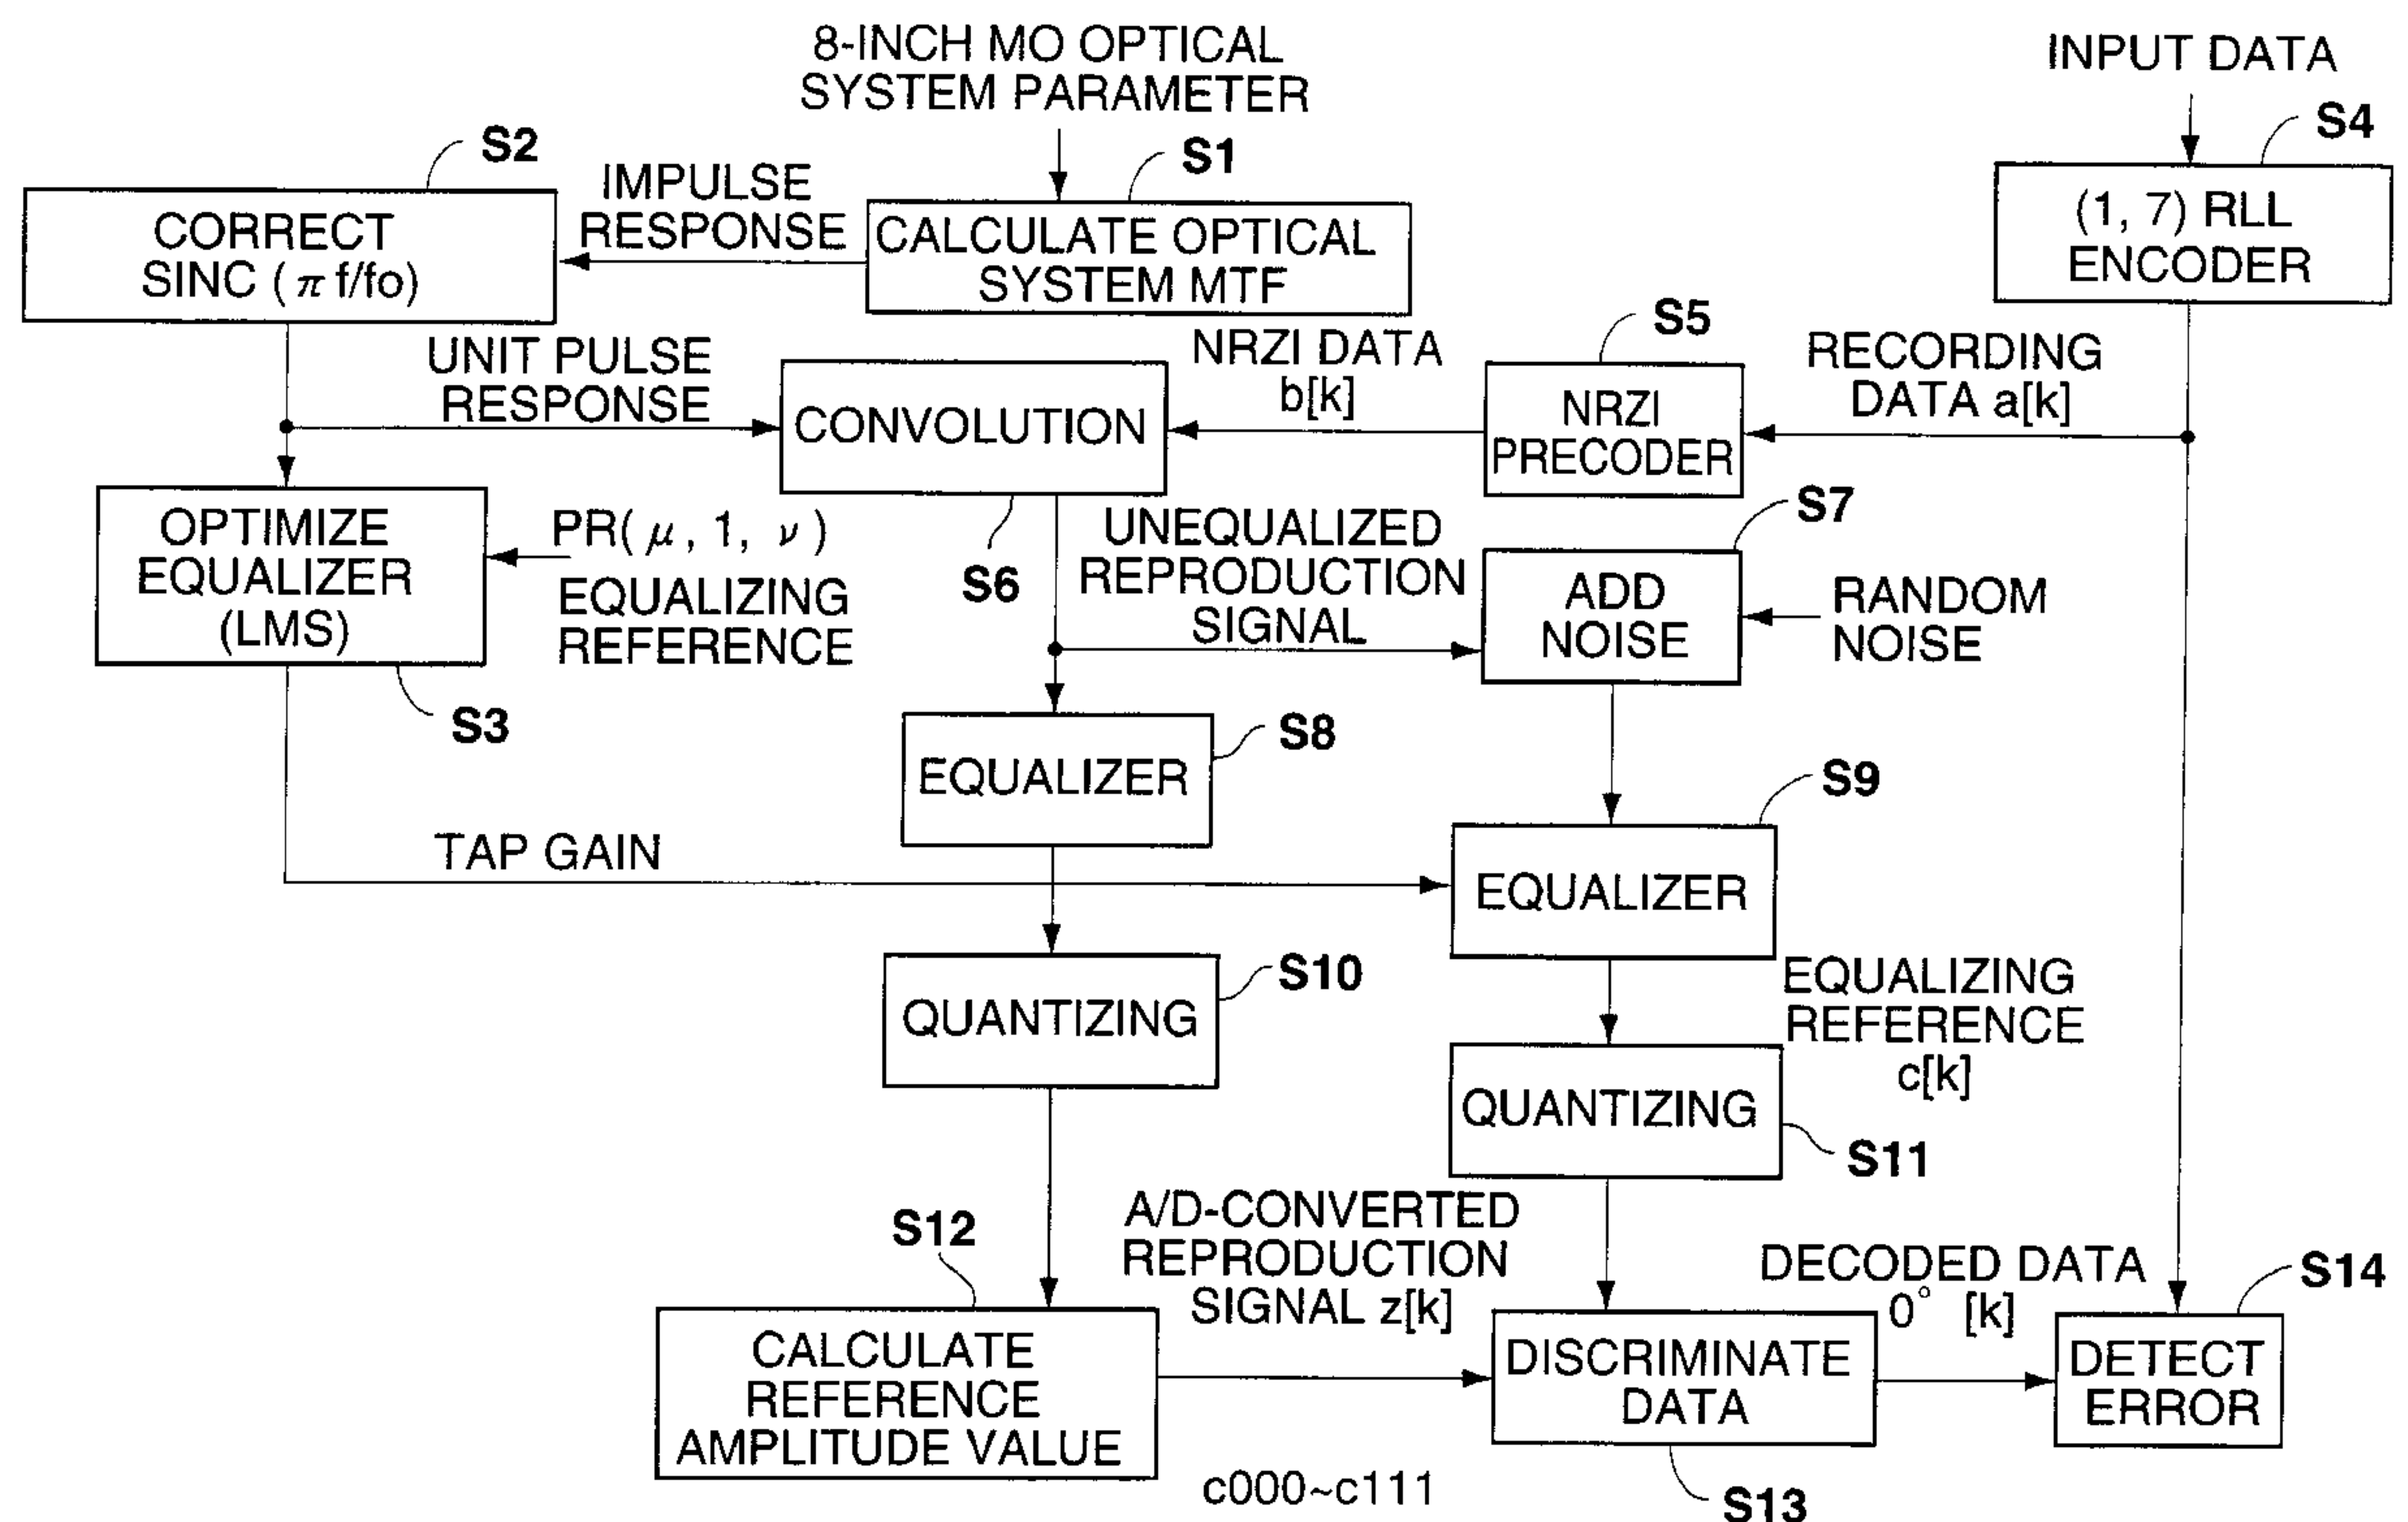 8-INCH MO OPTICAL
SYSTEM PARAMETER
INPUT DATA
S2
S1
S4
IMPULSE
RESPONSE
CORRECT
SINC (π f/fo)
CALCULATE OPTICAL
SYSTEM MTF
(1, 7) RLL
ENCODER
S5
UNIT PULSE
RESPONSE
CONVOLUTION
NRZI DATA
b[k]
NRZI
PRECODER
RECORDING
DATA a[k]
S7
OPTIMIZE
EQUALIZER
(LMS)
PR(μ, 1, ν)
EQUALIZING
REFERENCE
S6
UNEQUALIZED
REPRODUCTION
SIGNAL
ADD
NOISE
RANDOM
NOISE
S3
S8
EQUALIZER
S9
TAP GAIN
EQUALIZER
S10
QUANTIZING
EQUALIZING
REFERENCE
c[k]
QUANTIZING
S11
S12
A/D-CONVERTED
REPRODUCTION
SIGNAL z[k]
DECODED DATA
0° [k]
S14
CALCULATE
REFERENCE
AMPLITUDE VALUE
DISCRIMINATE
DATA
DETECT
ERROR
c000~c111
S13